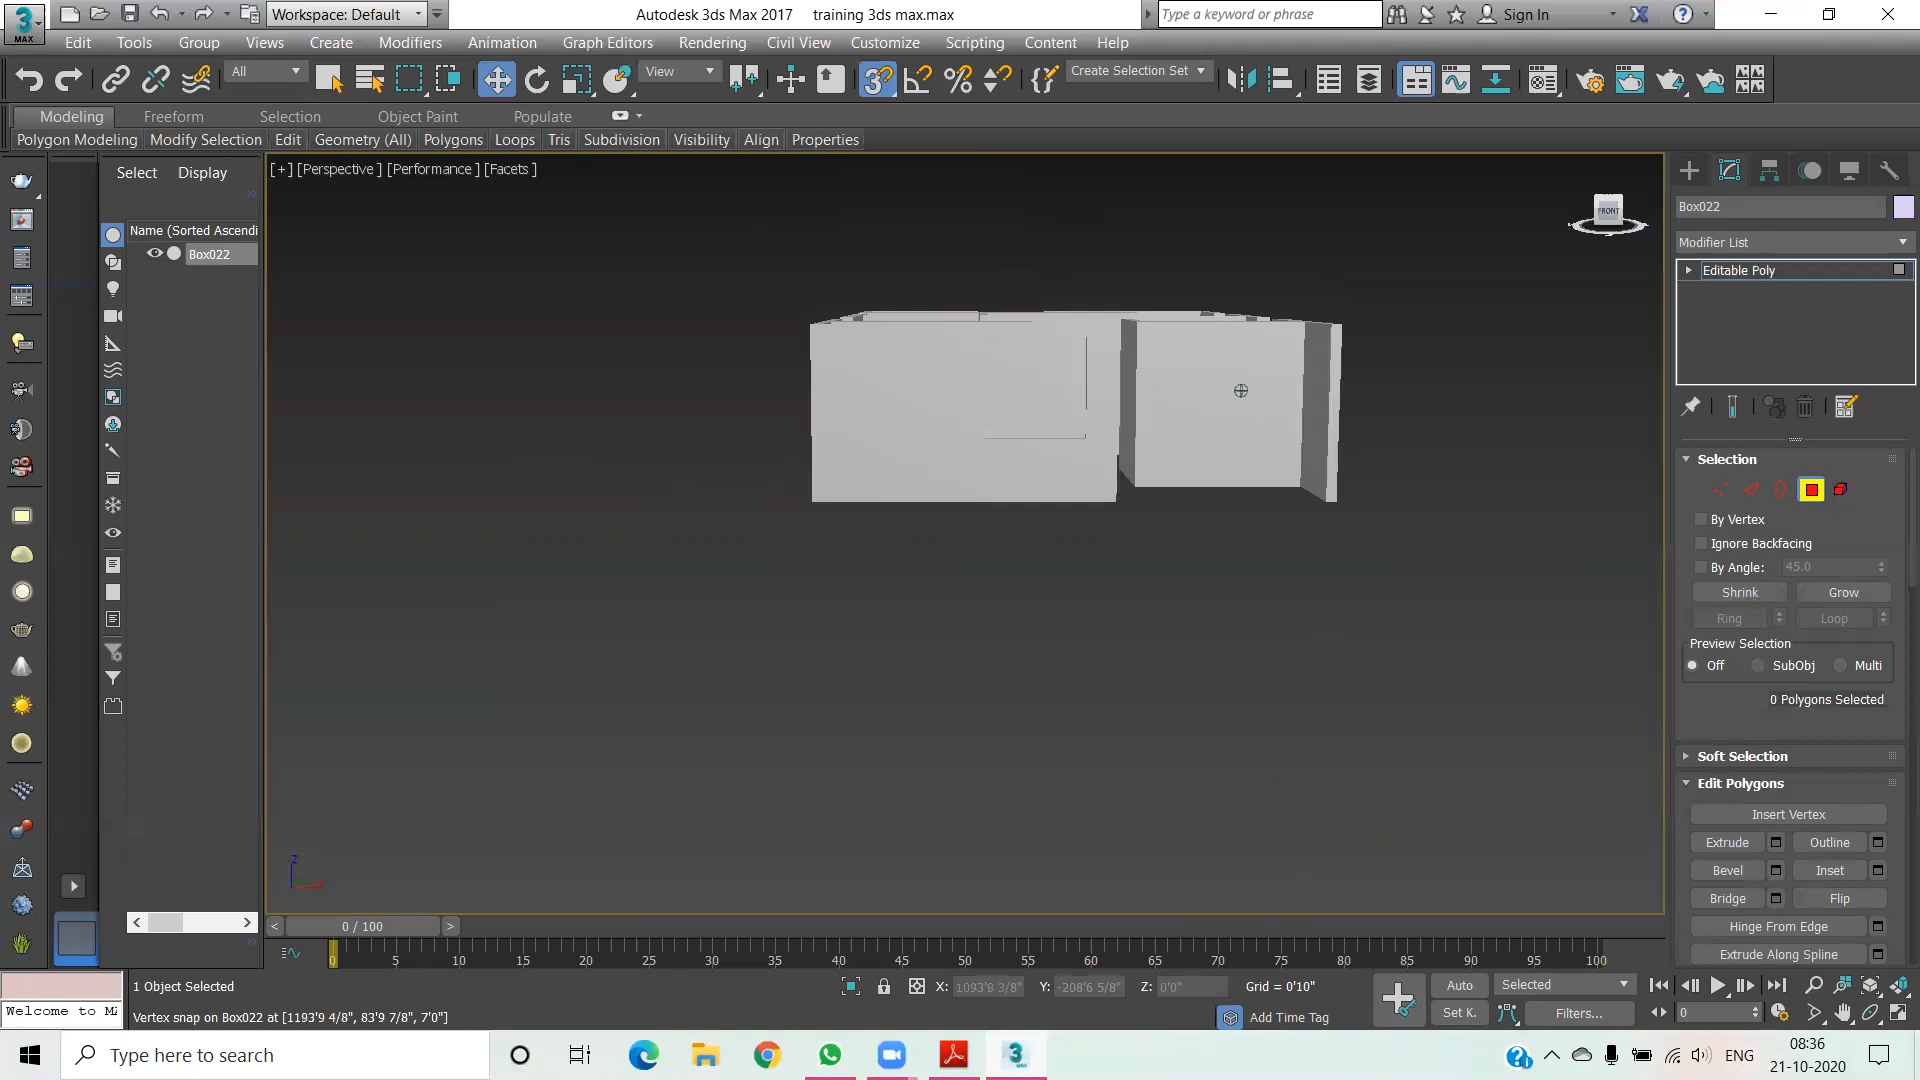 3 MAX
Workspace: Default
Autodesk 3ds Max 2017    training 3ds max.max
Type a keyword or phrase
Sign In
Edit Tools Group Views Create Modifiers Animation Graph Editors Rendering Civil View Customize Scripting Content Help
All
View
Create Selection Set
Modeling Freeform Selection Object Paint Populate
Polygon Modeling Modify Selection Edit Geometry (All) Polygons Loops Tris Subdivision Visibility Align Properties
Select Display
[+] [Perspective ] [Performance ] [Facets ]
Name (Sorted Ascendi
Box022
FRONT
Box022
Modifier List
Editable Poly
Selection
By Vertex
Ignore Backfacing
By Angle: 45.0
Shrink Grow
Ring Loop
Preview Selection
Off SubObj Multi
0 Polygons Selected
Soft Selection
Edit Polygons
Insert Vertex
Extrude Outline
Bevel Inset
Bridge Flip
Hinge From Edge
Extrude Along Spline
0 / 100
0 5 10 15 20 25 30 35 40 45 50 55 60 65 70 75 80 85 90 95 100
1 Object Selected
X: 1093'9 3/8" Y: -208'6 5/8" Z: 0'0" Grid = 0'10"
Auto Selected
Welcome to MA
Vertex snap on Box022 at [1193'9 4/8", 83'9 7/8", 7'0"]
Add Time Tag
Set K. Filters...
0
Type here to search
ENG
08:36
21-10-2020